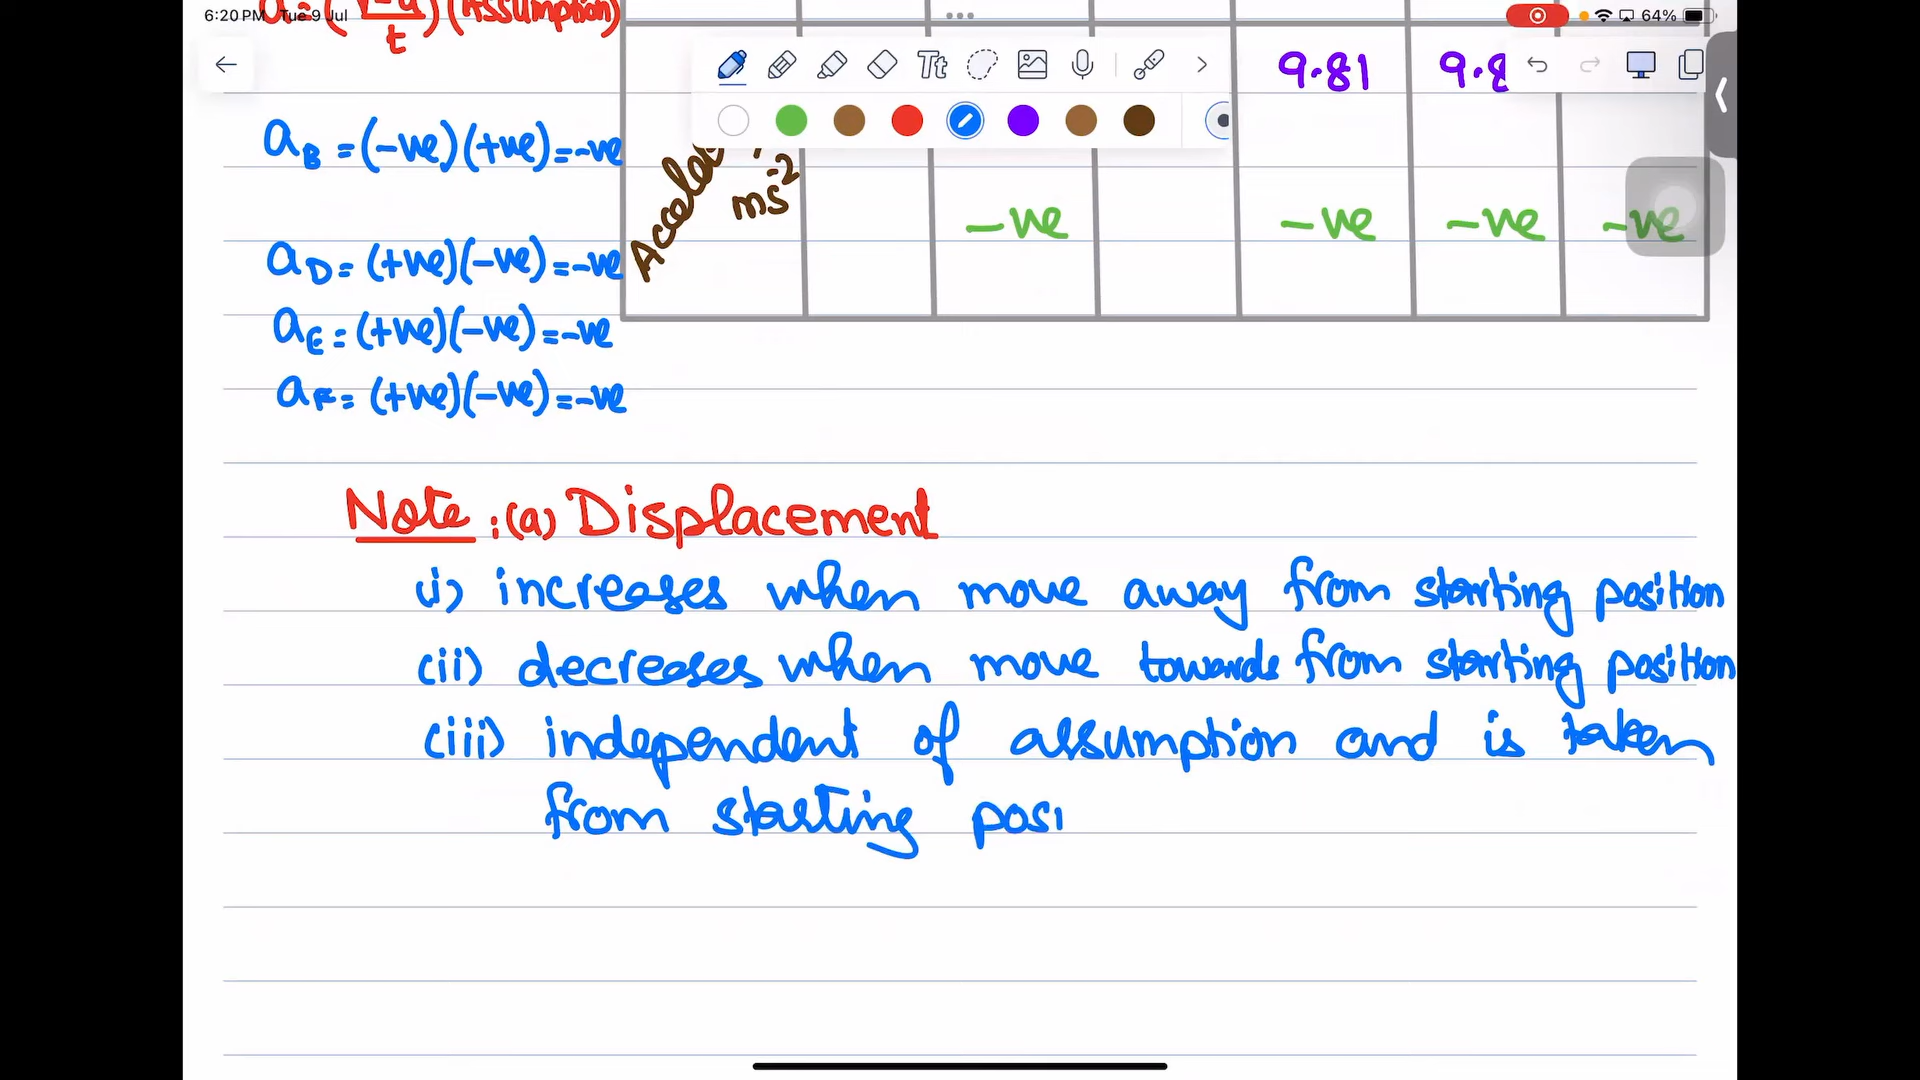 6:20 PM Tue 9 Jul
64%
a = (v-u/t) (Assumption)
Tt
9.81 9.8
aB = (-ve)(+ve) = -ve
ms-2
-ve -ve -ve -ve
aD = (+ve)(-ve) = -ve
aE = (+ve)(-ve) = -ve
aF = (+ve)(-ve) = -ve
Note : (a) Displacement
(i) increases when move away from starting position
(ii) decreases when move towards from starting position
(iii) independent of assumption and is taken
from starting posi